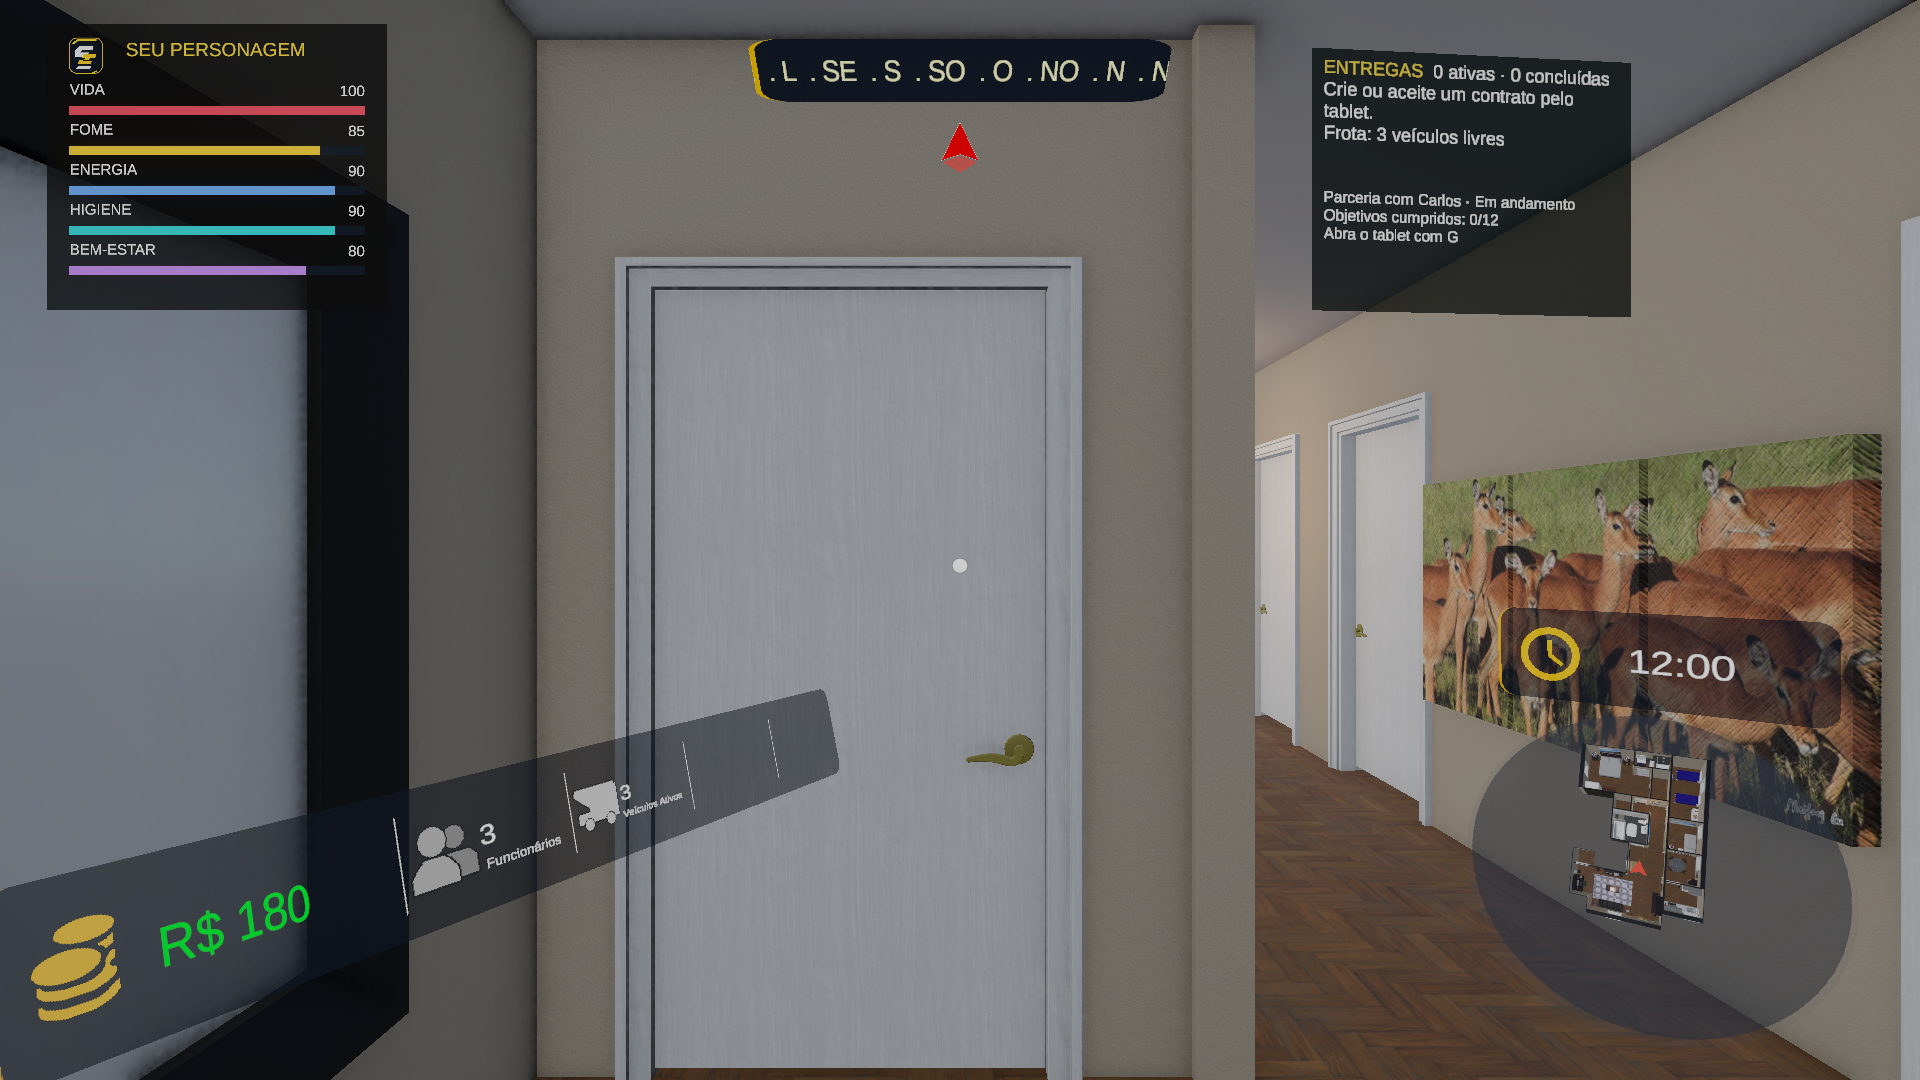 SEU PERSONAGEM
VIDA 100
FOME 85
ENERGIA 90
HIGIENE 90
BEM-ESTAR 80
. L . SE . S . SO . O . NO . N . N
ENTREGAS 0 ativas · 0 concluídas
Crie ou aceite um contrato pelo
tablet.
Frota: 3 veículos livres
Parceria com Carlos · Em andamento
Objetivos cumpridos: 0/12
Abra o tablet com G
12:00
R$ 180
3
Funcionários
3
Veículos Ativos